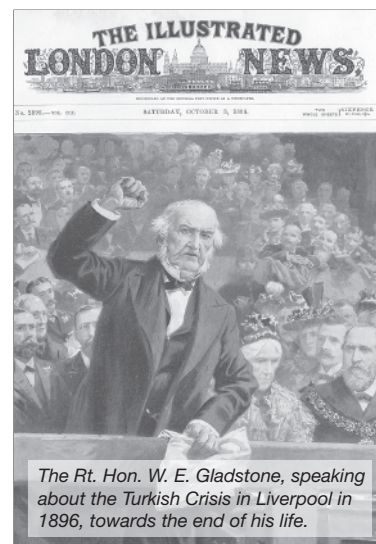 THE ILLUSTRATED
LONDON NEWS,
SATURDAY, OCTOBER 3, 1896.
The Rt. Hon. W. E. Gladstone, speaking
about the Turkish Crisis in Liverpool in
1896, towards the end of his life.